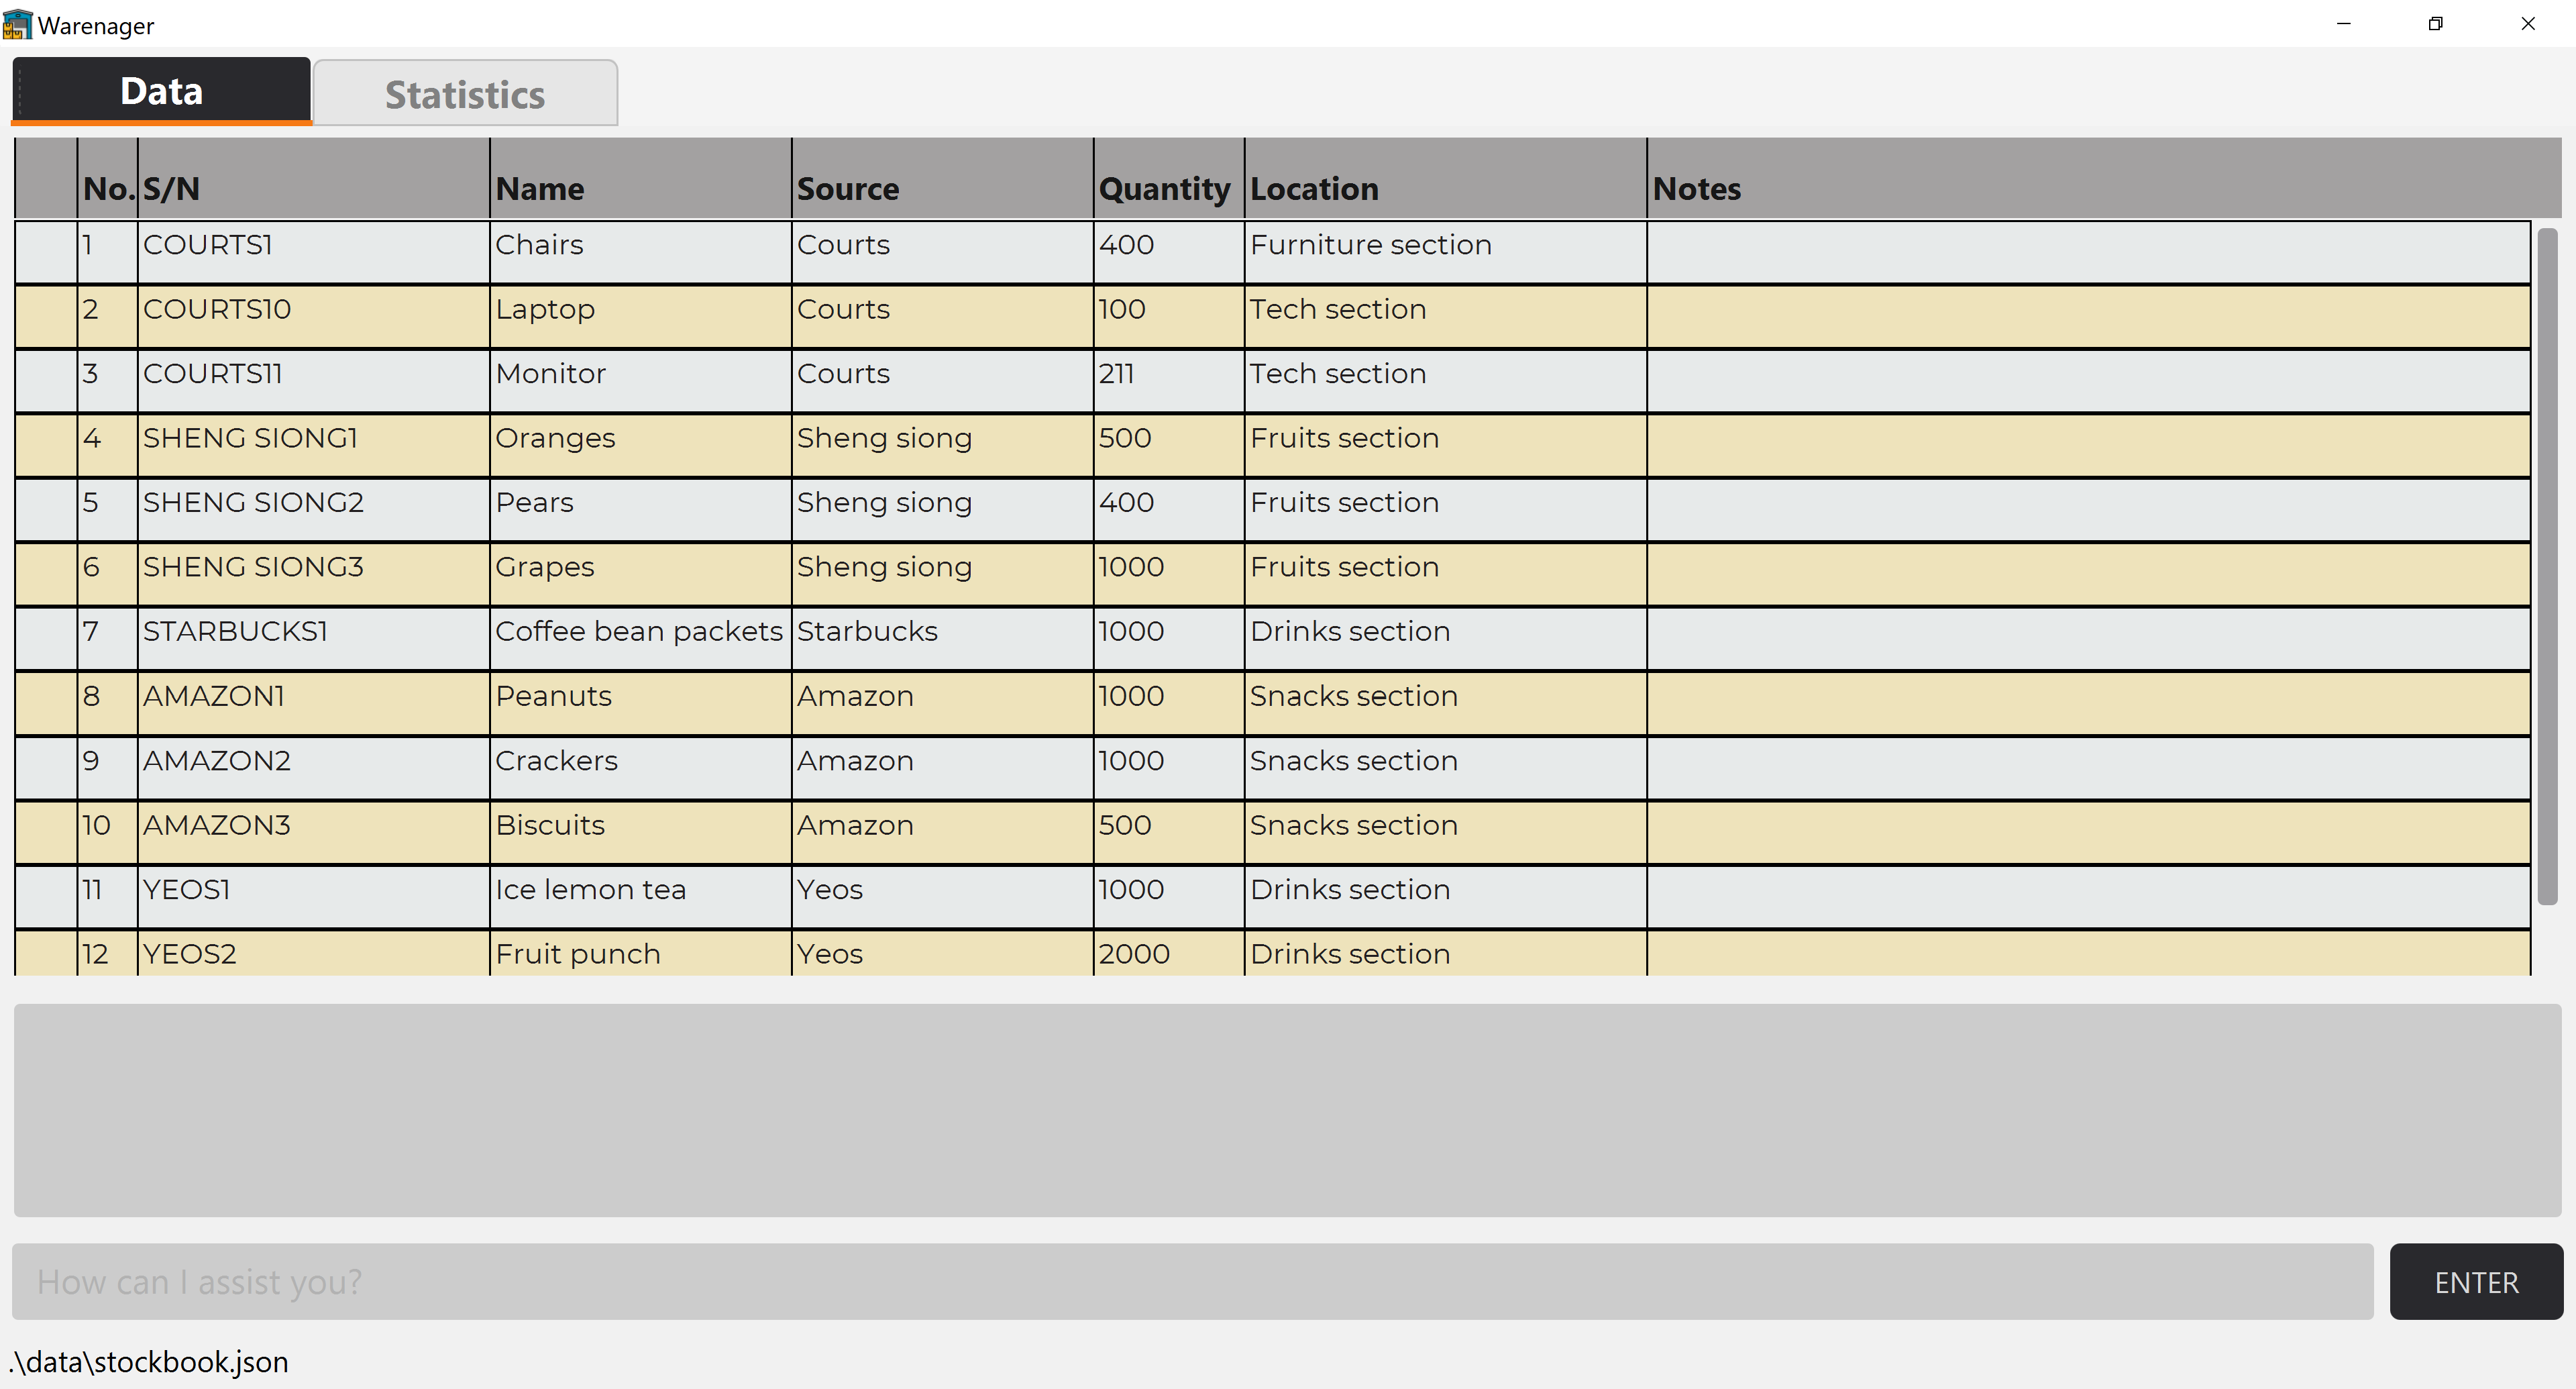 Warenager
Data Statistics
No. S/N Name Source Quantity Location Notes
1 COURTS1 Chairs Courts 400 Furniture section
2 COURTS10 Laptop Courts 100 Tech section
3 COURTS11 Monitor Courts 211 Tech section
4 SHENG SIONG1 Oranges Sheng siong 500 Fruits section
5 SHENG SIONG2 Pears Sheng siong 400 Fruits section
6 SHENG SIONG3 Grapes Sheng siong 1000 Fruits section
7 STARBUCKS1 Coffee bean packets Starbucks 1000 Drinks section
8 AMAZON1 Peanuts Amazon 1000 Snacks section
9 AMAZON2 Crackers Amazon 1000 Snacks section
10 AMAZON3 Biscuits Amazon 500 Snacks section
11 YEOS1 Ice lemon tea Yeos 1000 Drinks section
12 YEOS2 Fruit punch Yeos 2000 Drinks section
How can I assist you? ENTER
.\data\stockbook.json